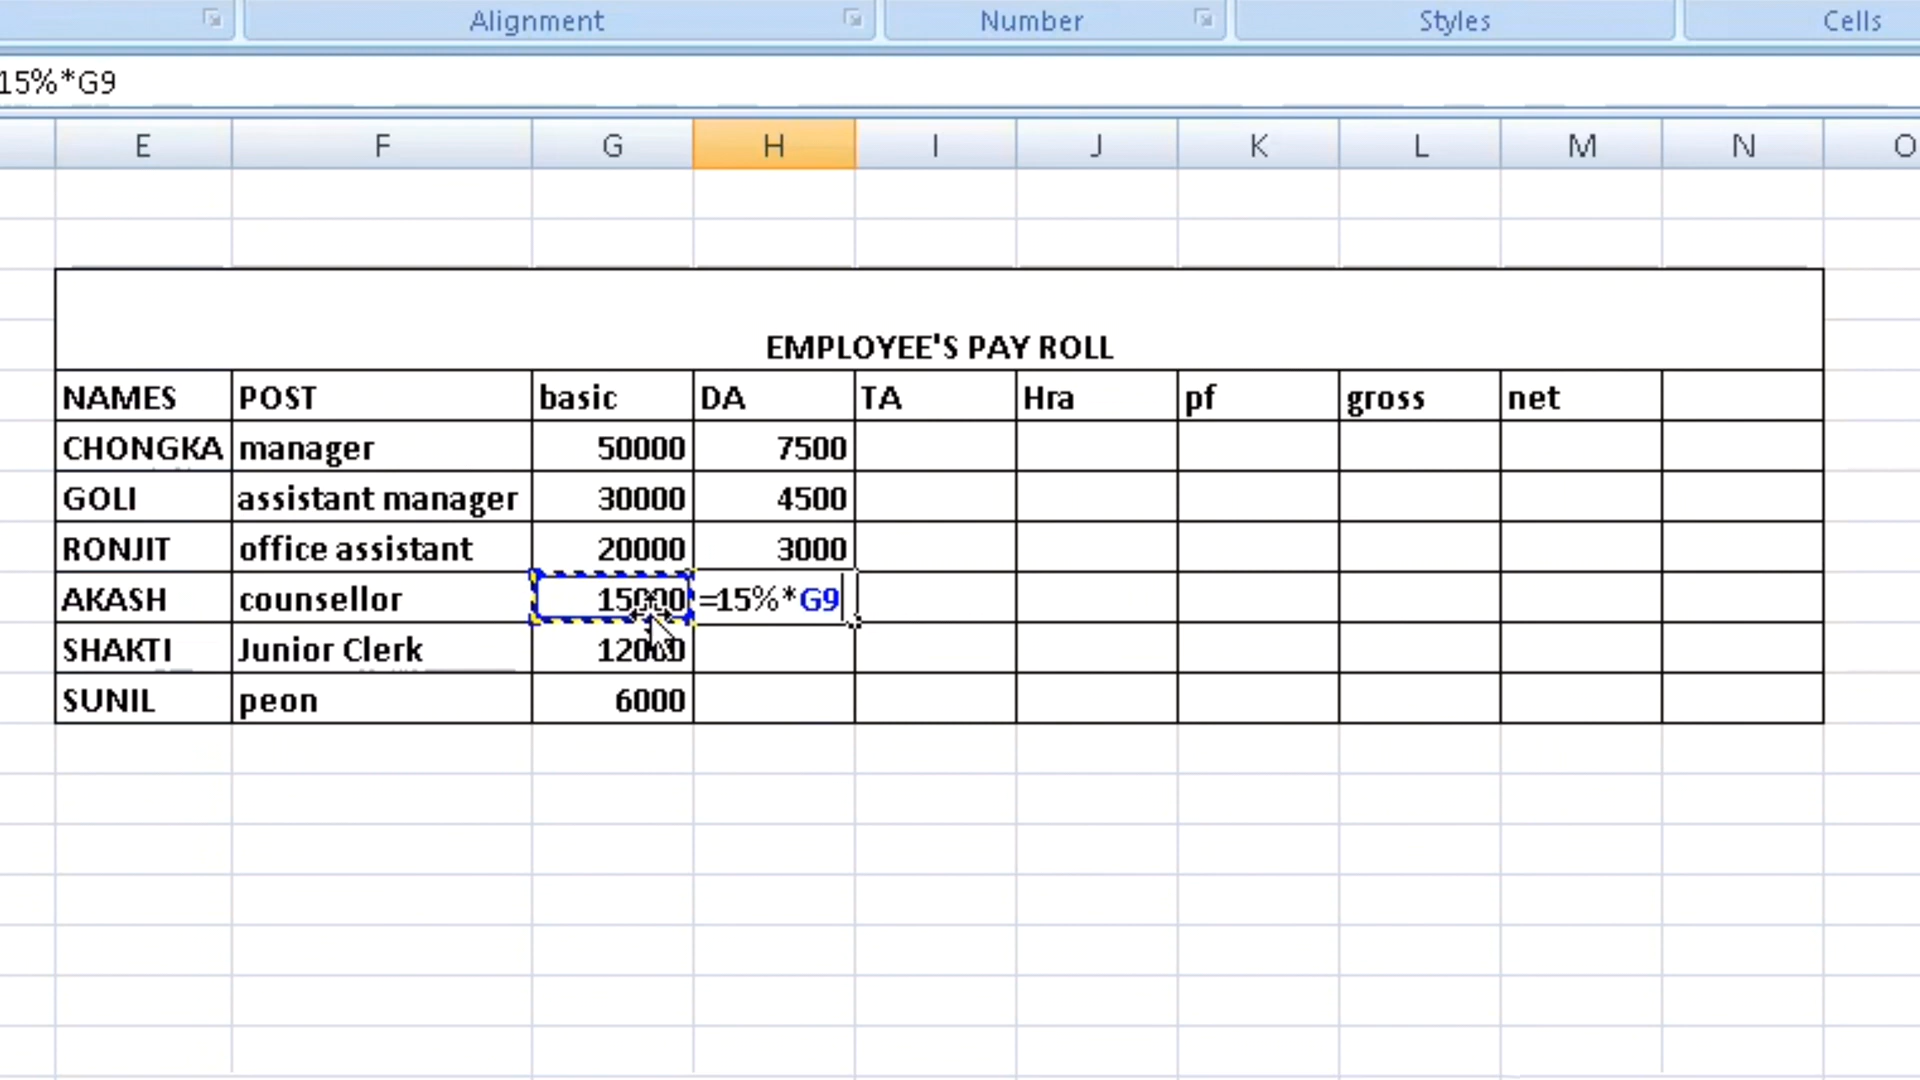 Alignment Number Styles Cells
15%*G9
E F G H I J K L M N O
EMPLOYEE'S PAY ROLL
NAMES POST basic DA TA Hra pf gross net
CHONGKA manager 50000 7500
GOLI assistant manager 30000 4500
RONJIT office assistant 20000 3000
AKASH counsellor 15000 =15%*G9
SHAKTI Junior Clerk 12000
SUNIL peon 6000